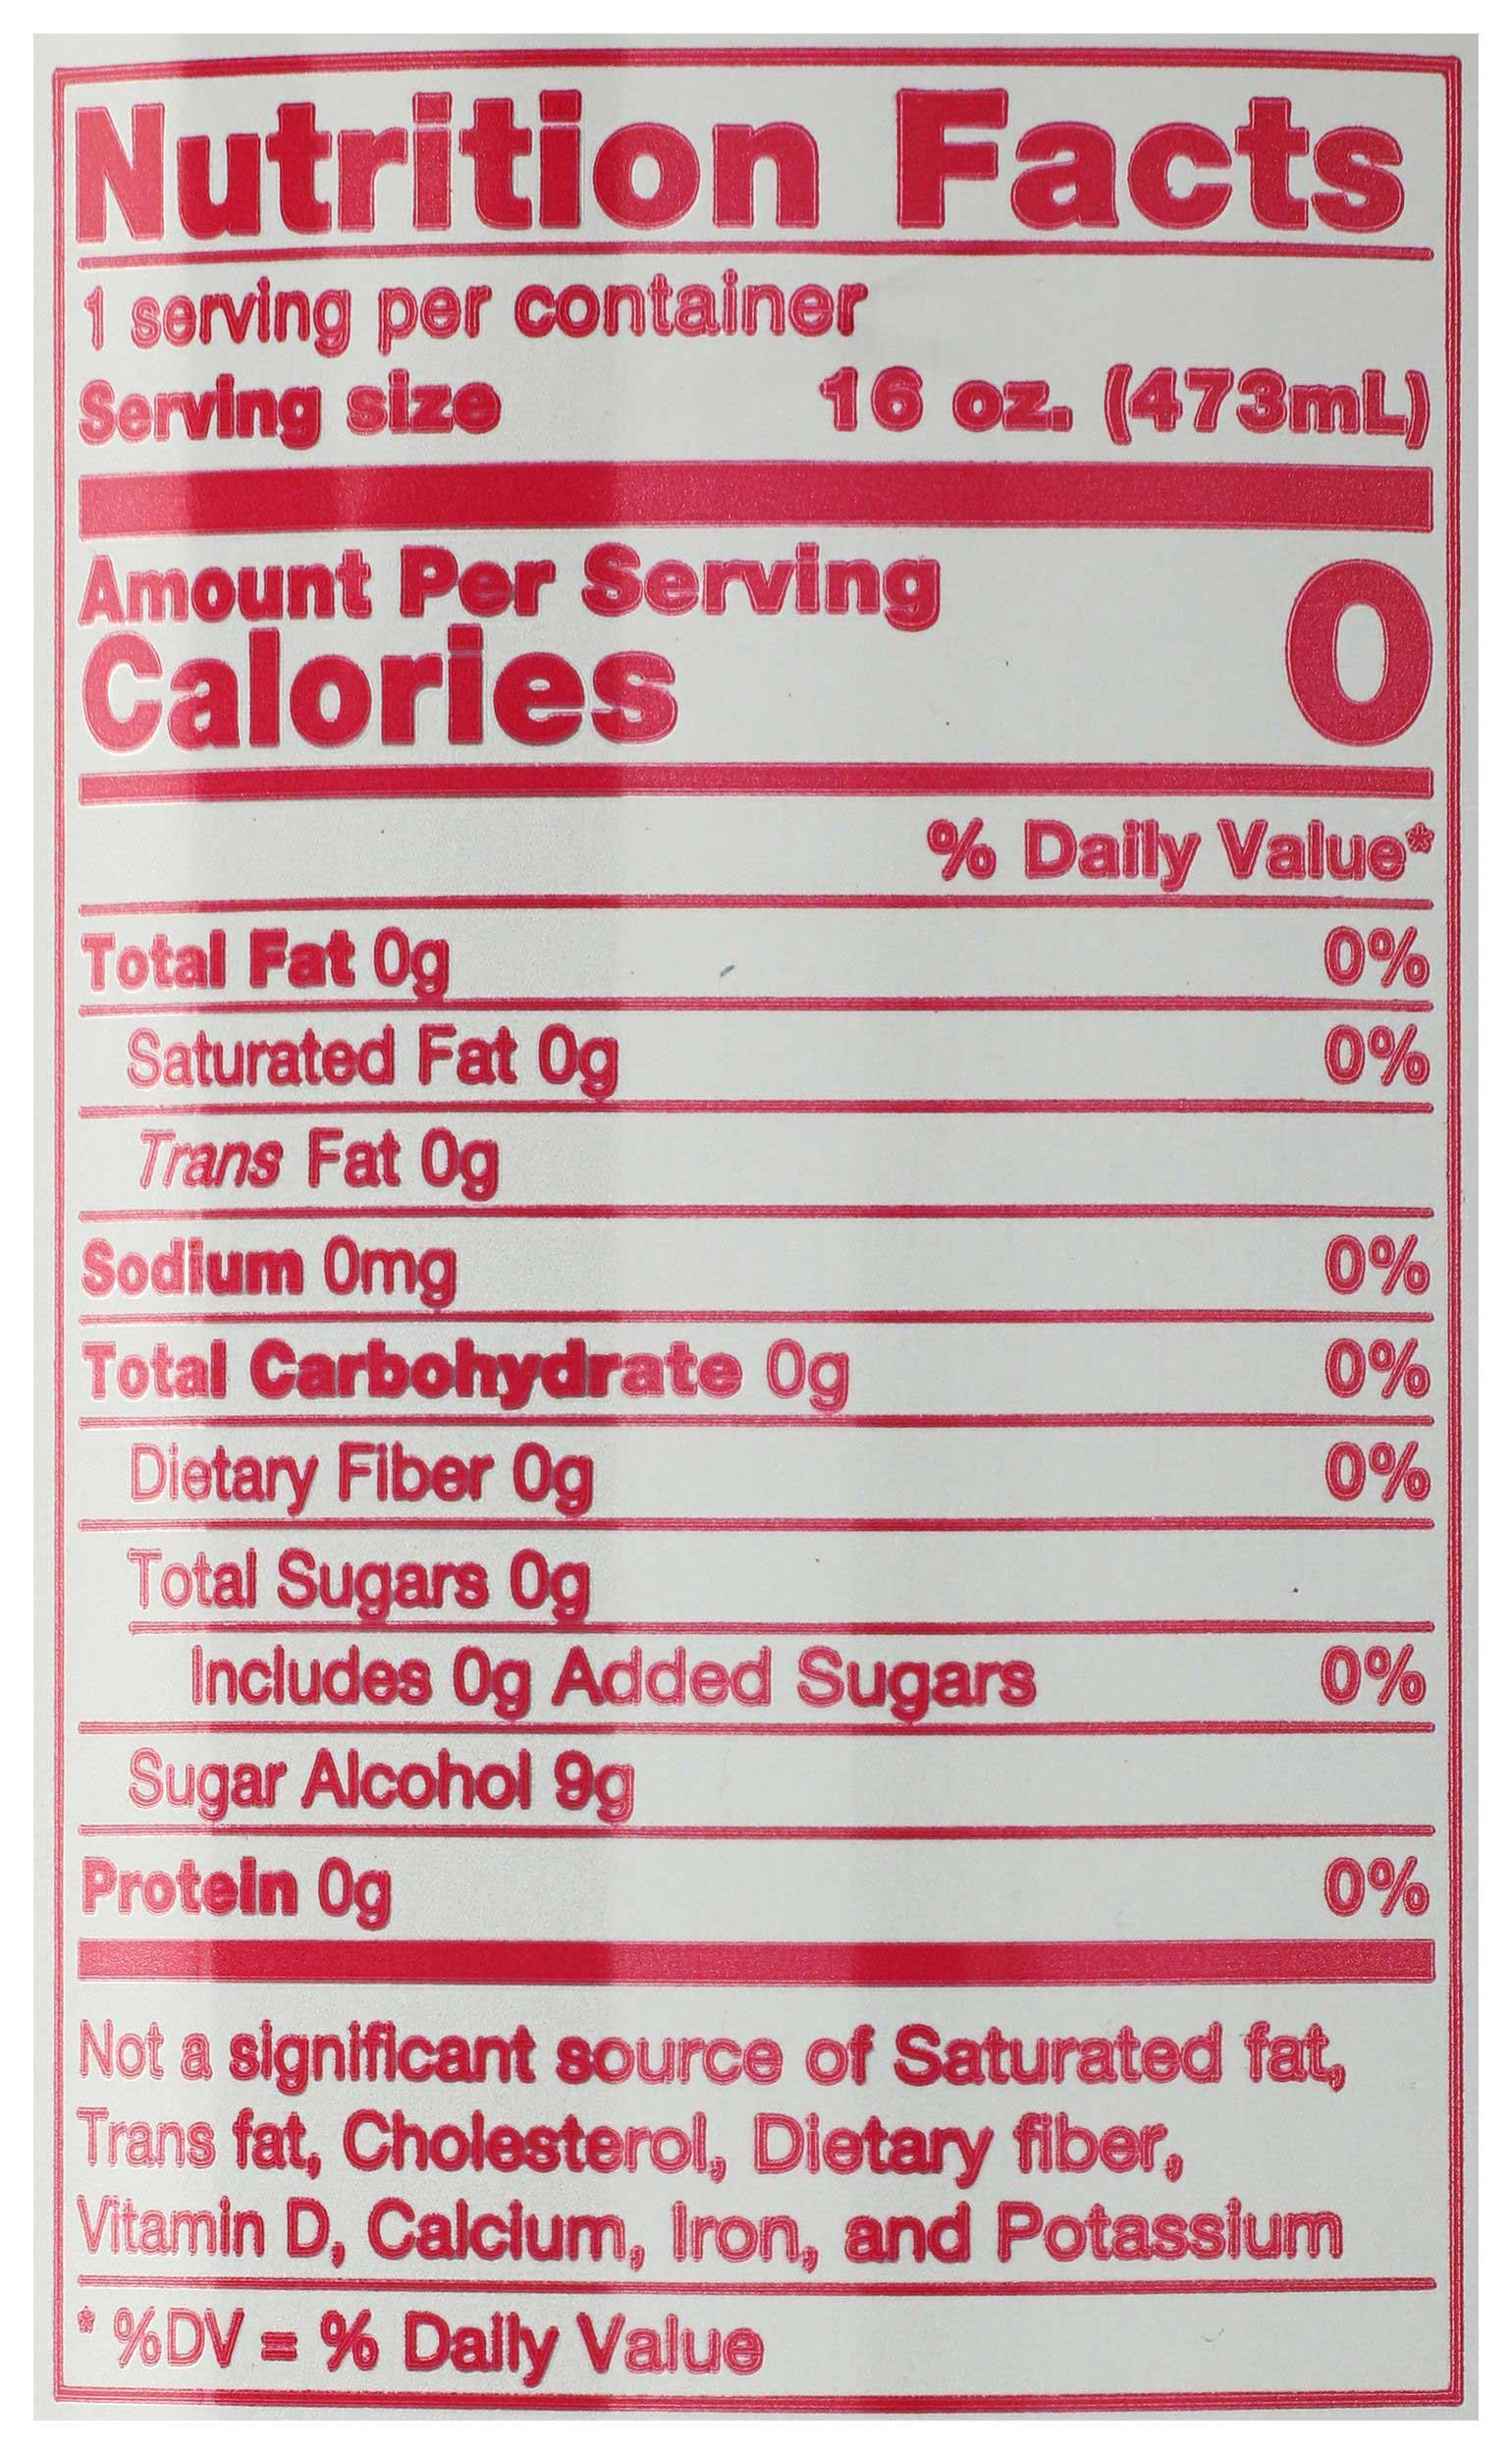 Nutrition Facts
1 serving per container
Serving size 16 oz. (473mL)
Amount Per Serving
Calories 0
% Daily Value*
Total Fat 0g 0%
Saturated Fat 0g 0%
Trans Fat 0g
Sodium 0mg 0%
Total Carbohydrate 0g 0%
Dietary Fiber 0g 0%
Total Sugars 0g
Includes 0g Added Sugars 0%
Sugar Alcohol 9g
Protein 0g 0%
Not a significant source of Saturated fat,
Trans fat, Cholesterol, Dietary fiber,
Vitamin D, Calcium, Iron, and Potassium
* %DV = % Daily Value